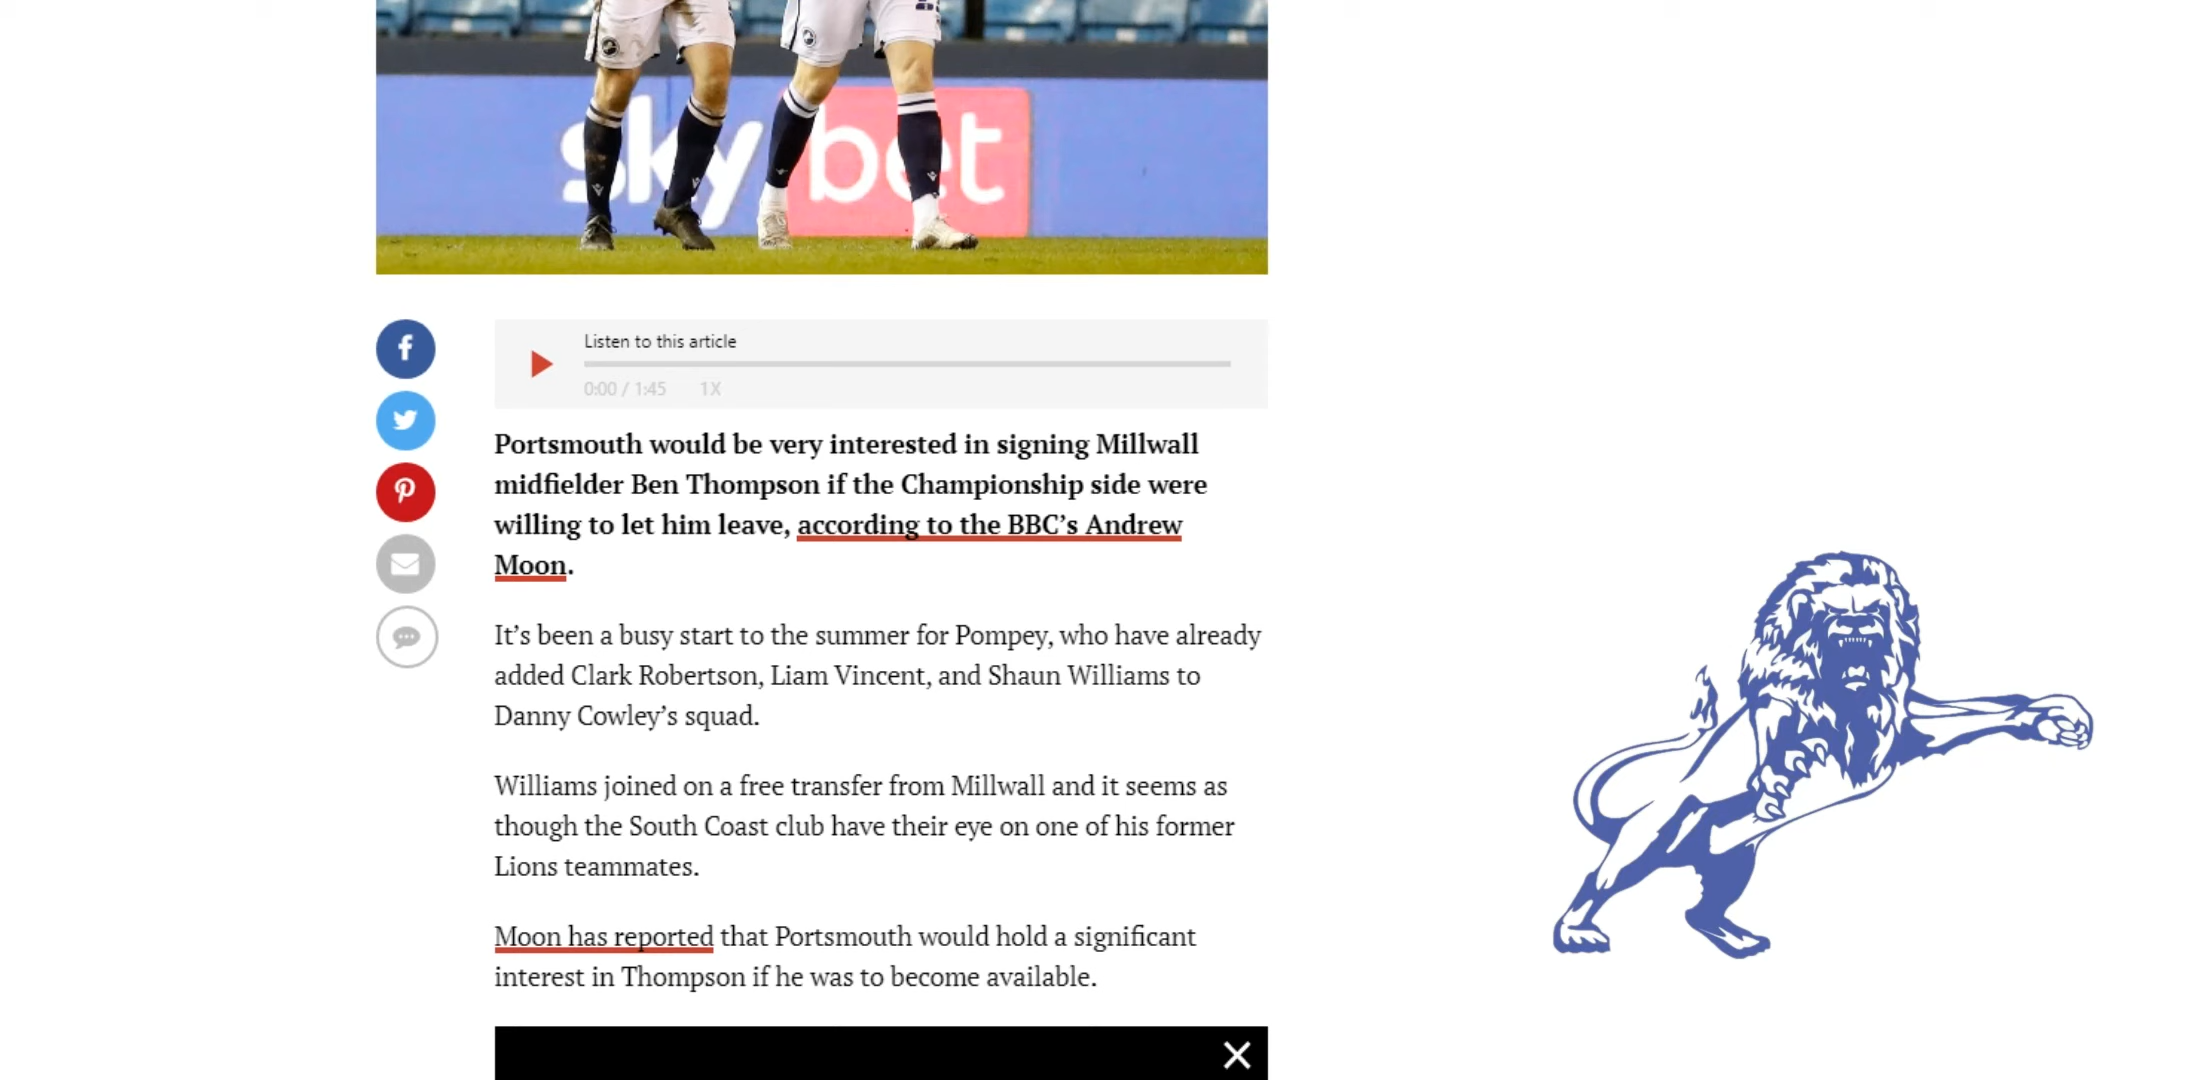 sky bet
Listen to this article
0:00 / 1:45 1X
Portsmouth would be very interested in signing Millwall
midfielder Ben Thompson if the Championship side were
willing to let him leave, according to the BBC’s Andrew
Moon.
It’s been a busy start to the summer for Pompey, who have already
added Clark Robertson, Liam Vincent, and Shaun Williams to
Danny Cowley’s squad.
Williams joined on a free transfer from Millwall and it seems as
though the South Coast club have their eye on one of his former
Lions teammates.
Moon has reported that Portsmouth would hold a significant
interest in Thompson if he was to become available.